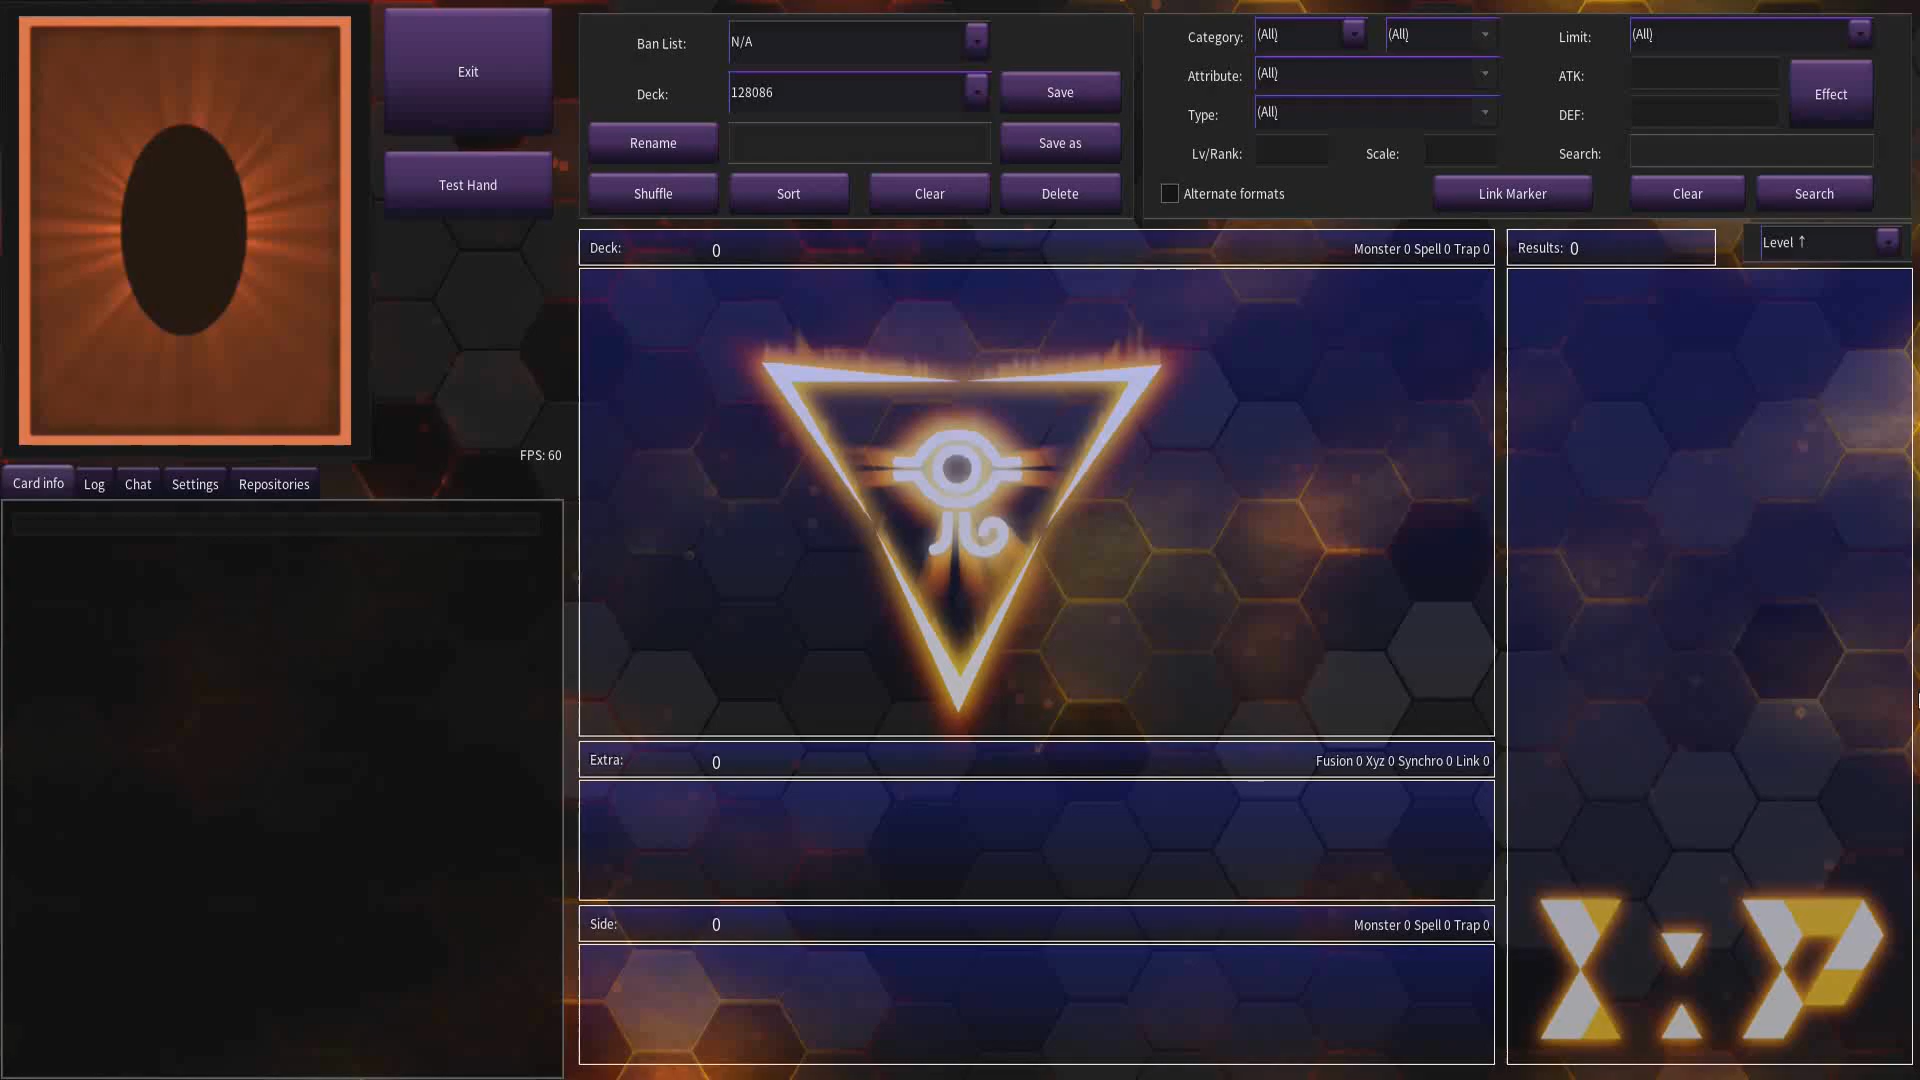 Exit
Test Hand
FPS: 60
Card info
Log
Chat
Settings
Repositories
Ban List:
N/A
Deck:
128086
Save
Rename
Save as
Shuffle
Sort
Clear
Delete
Category:
(All)
(All)
Limit:
(All)
Attribute:
(All)
ATK:
Effect
Type:
(All)
DEF:
Lv/Rank:
Scale:
Search:
Alternate formats
Link Marker
Clear
Search
Deck:
0
Monster 0 Spell 0 Trap 0
Results: 0
Level ↑
Extra:
0
Fusion 0 Xyz 0 Synchro 0 Link 0
Side:
0
Monster 0 Spell 0 Trap 0
X:P